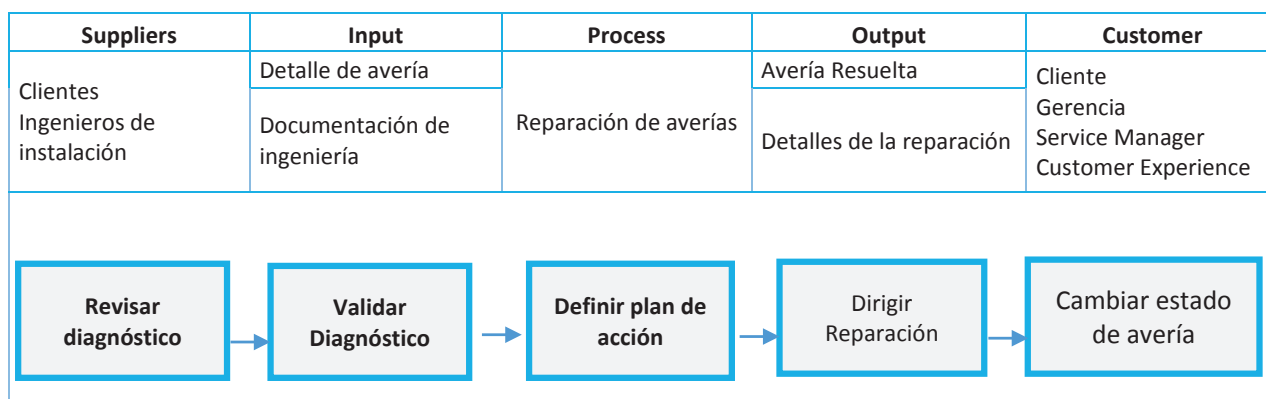 Suppliers
Input
Process
Output
Customer
Clientes
Ingenieros de
instalación
Detalle de avería
Documentación de
ingeniería
Reparación de averías
Avería Resuelta
Detalles de la reparación
Cliente
Gerencia
Service Manager
Customer Experience
Revisar
diagnóstico
Validar
Diagnóstico
Definir plan de
acción
Dirigir
Reparación
Cambiar estado
de avería